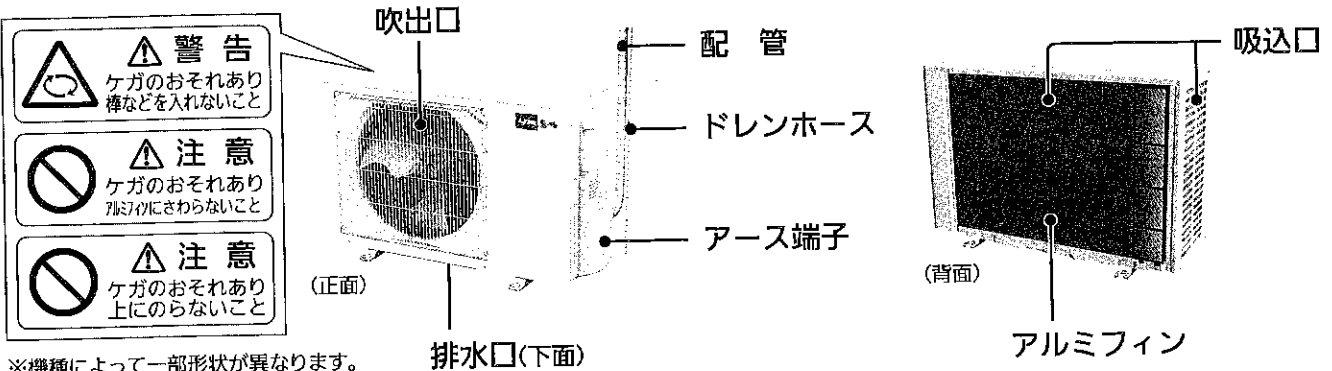 警告
ケガのおそれあり
棒などを入れないこと
注意
ケガのおそれあり
アルミフィンにさわらないこと
注意
ケガのおそれあり
上にのらないこと
※機種によって一部形状が異なります。
吹出口
配管
ドレンホース
アース端子
(正面)
排水口(下面)
吸込口
(背面)
アルミフィン